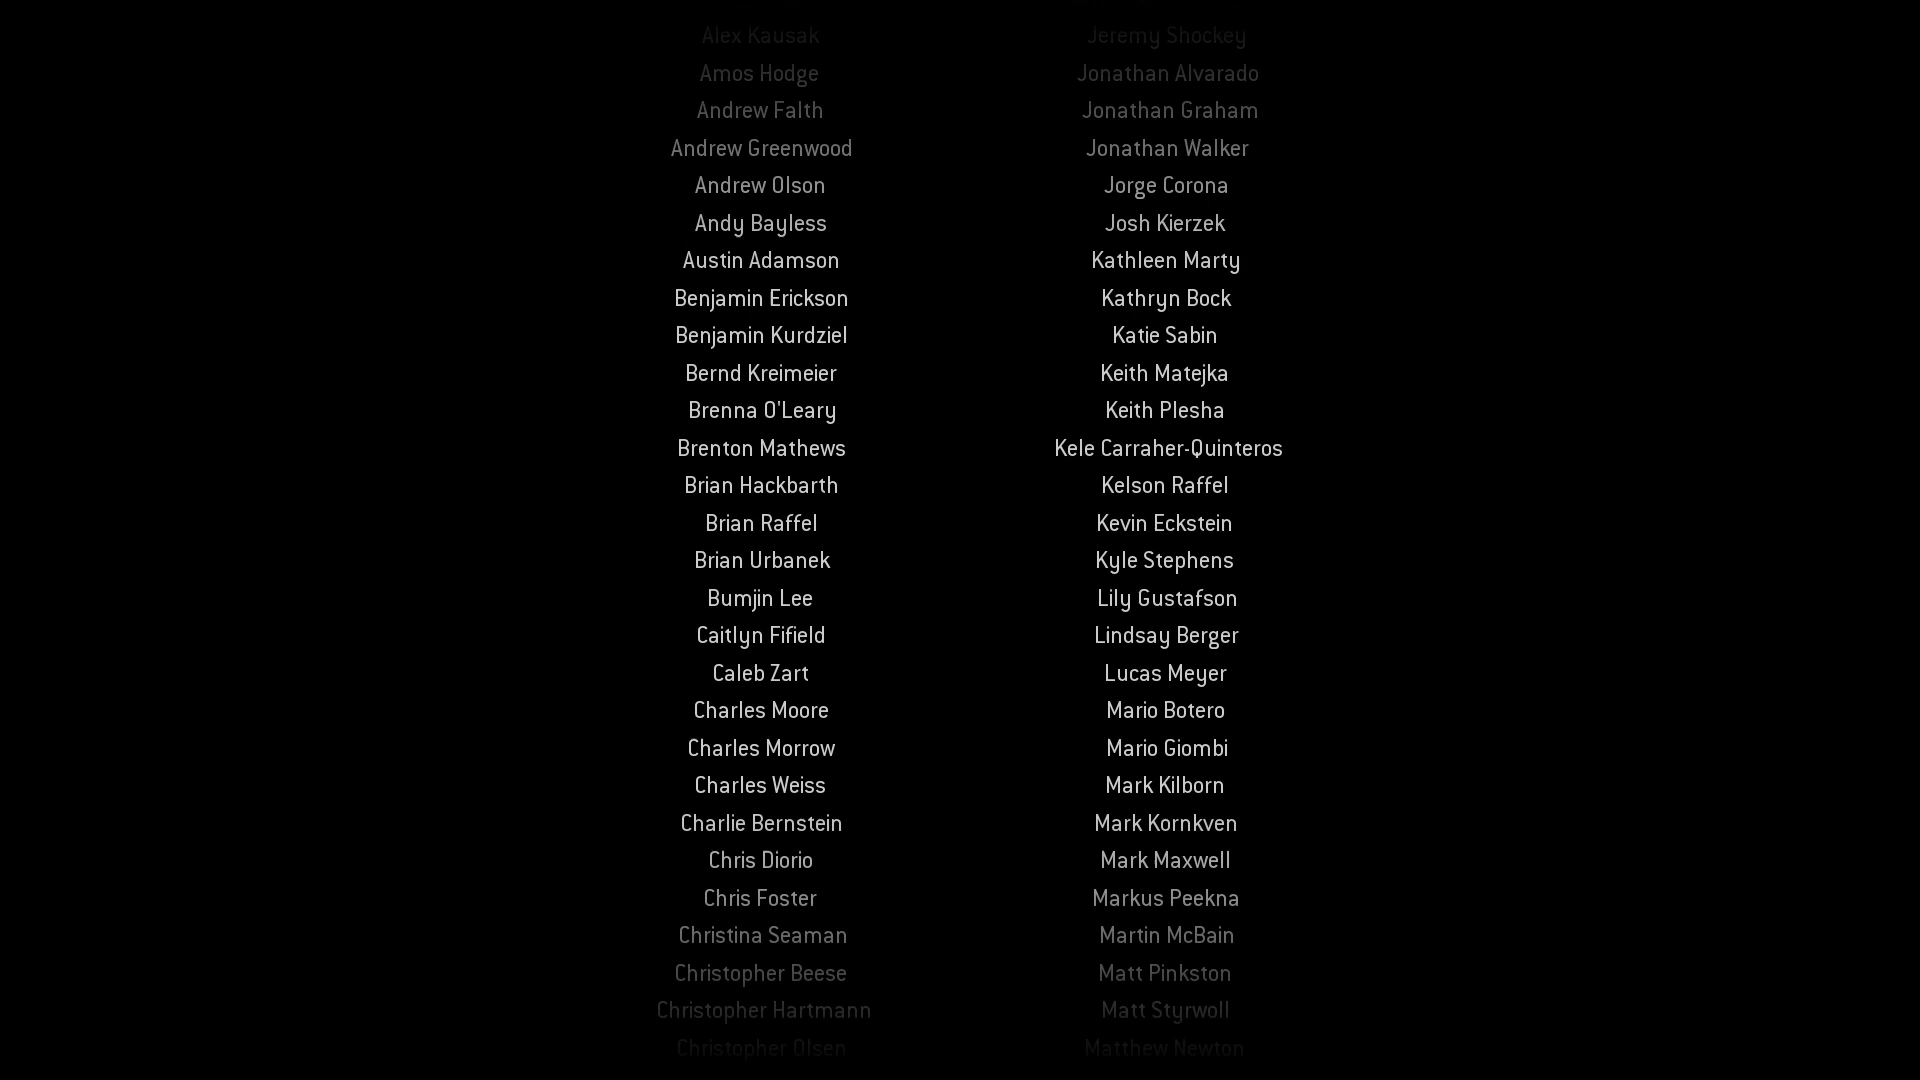 Alex Kausak
Amos Hodge
Andrew Falth
Andrew Greenwood
Andrew Olson
Andy Bayless
Austin Adamson
Benjamin Erickson
Benjamin Kurdziel
Bernd Kreimeier
Brenna O'Leary
Brenton Mathews
Brian Hackbarth
Brian Raffel
Brian Urbanek
Bumjin Lee
Caitlyn Fifield
Caleb Zart
Charles Moore
Charles Morrow
Charles Weiss
Charlie Bernstein
Chris Diorio
Chris Foster
Christina Seaman
Christopher Beese
Christopher Hartmann
Christopher Olsen
Jeremy Shockey
Jonathan Alvarado
Jonathan Graham
Jonathan Walker
Jorge Corona
Josh Kierzek
Kathleen Marty
Kathryn Bock
Katie Sabin
Keith Matejka
Keith Plesha
Kele Carraher-Quinteros
Kelson Raffel
Kevin Eckstein
Kyle Stephens
Lily Gustafson
Lindsay Berger
Lucas Meyer
Mario Botero
Mario Giombi
Mark Kilborn
Mark Kornkven
Mark Maxwell
Markus Peekna
Martin McBain
Matt Pinkston
Matt Styrwoll
Matthew Newton